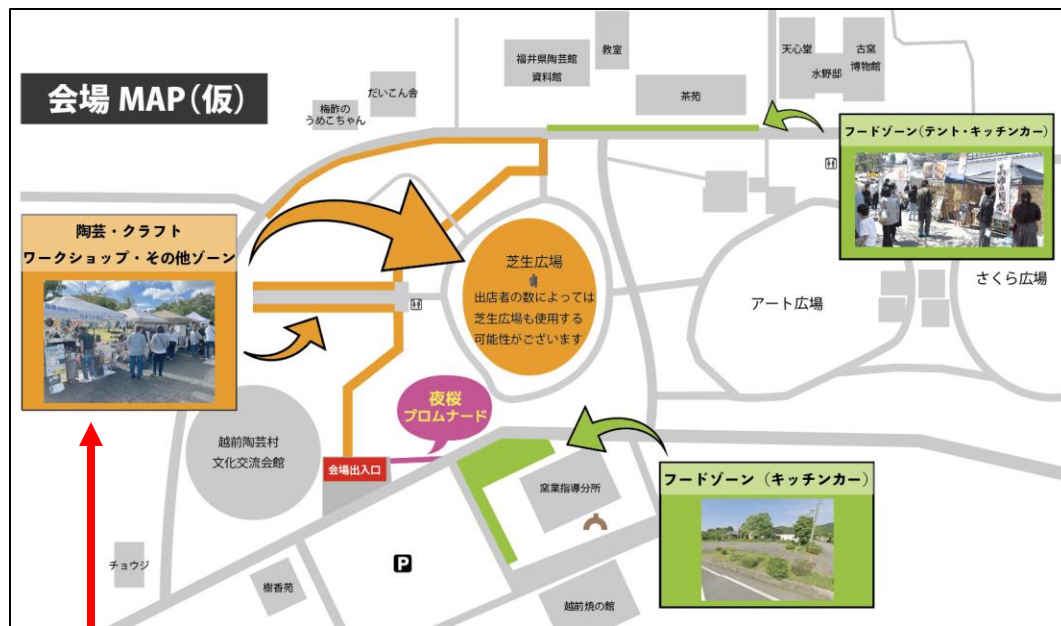 会場 MAP(仮)
梅酢の
うめこちゃん
だいこん舎
福井県陶芸館
資料館
教室
茶苑
天心堂
水野邸
古窯
博物館
フードゾーン(テント・キッチンカー)
陶芸・クラフト
ワークショップ・その他ゾーン
芝生広場
出店者の数によっては
芝生広場も使用する
可能性がございます
アート広場
さくら広場
夜桜
プロムナード
越前陶芸村
文化交流会館
会場出入口
窯業指導分所
フードゾーン(キッチンカー)
チョウジ
樹香苑
P
越前焼の館